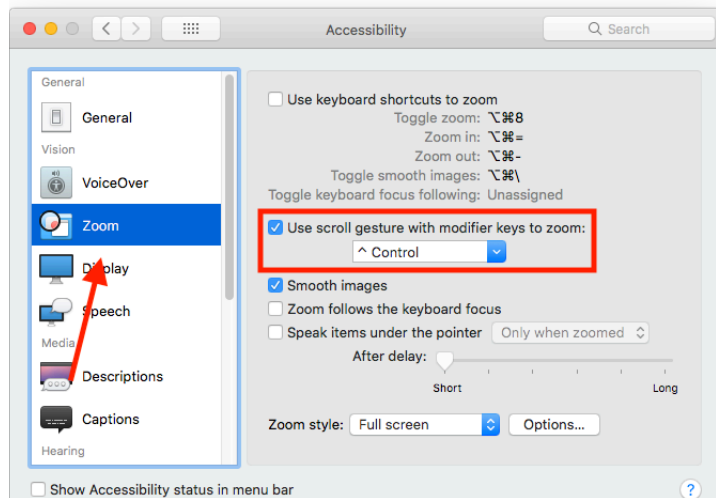 Accessibility
Search
General
General
Vision
VoiceOver
Zoom
Display
Speech
Media
Descriptions
Captions
Hearing
Use keyboard shortcuts to zoom
Toggle zoom: ⌥⌘8
Zoom in: ⌥⌘=
Zoom out: ⌥⌘-
Toggle smooth images: ⌥⌘\
Toggle keyboard focus following: Unassigned
Use scroll gesture with modifier keys to zoom:
^ Control
Smooth images
Zoom follows the keyboard focus
Speak items under the pointer Only when zoomed
After delay:
Short Long
Zoom style: Full screen Options...
Show Accessibility status in menu bar
?